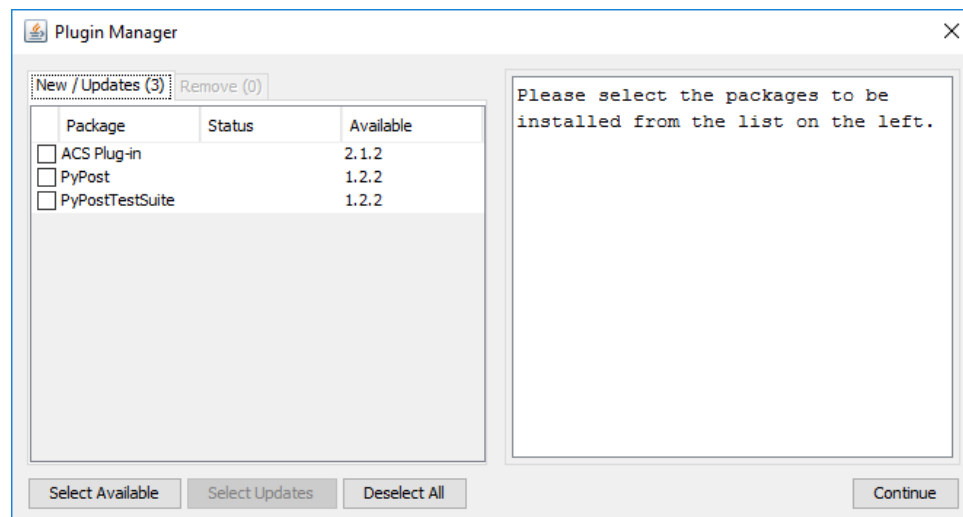 Plugin Manager
New / Updates (3) Remove (0)
Package Status Available
ACS Plug-in 2.1.2
PyPost 1.2.2
PyPostTestSuite 1.2.2
Please select the packages to be
installed from the list on the left.
Select Available Select Updates Deselect All Continue